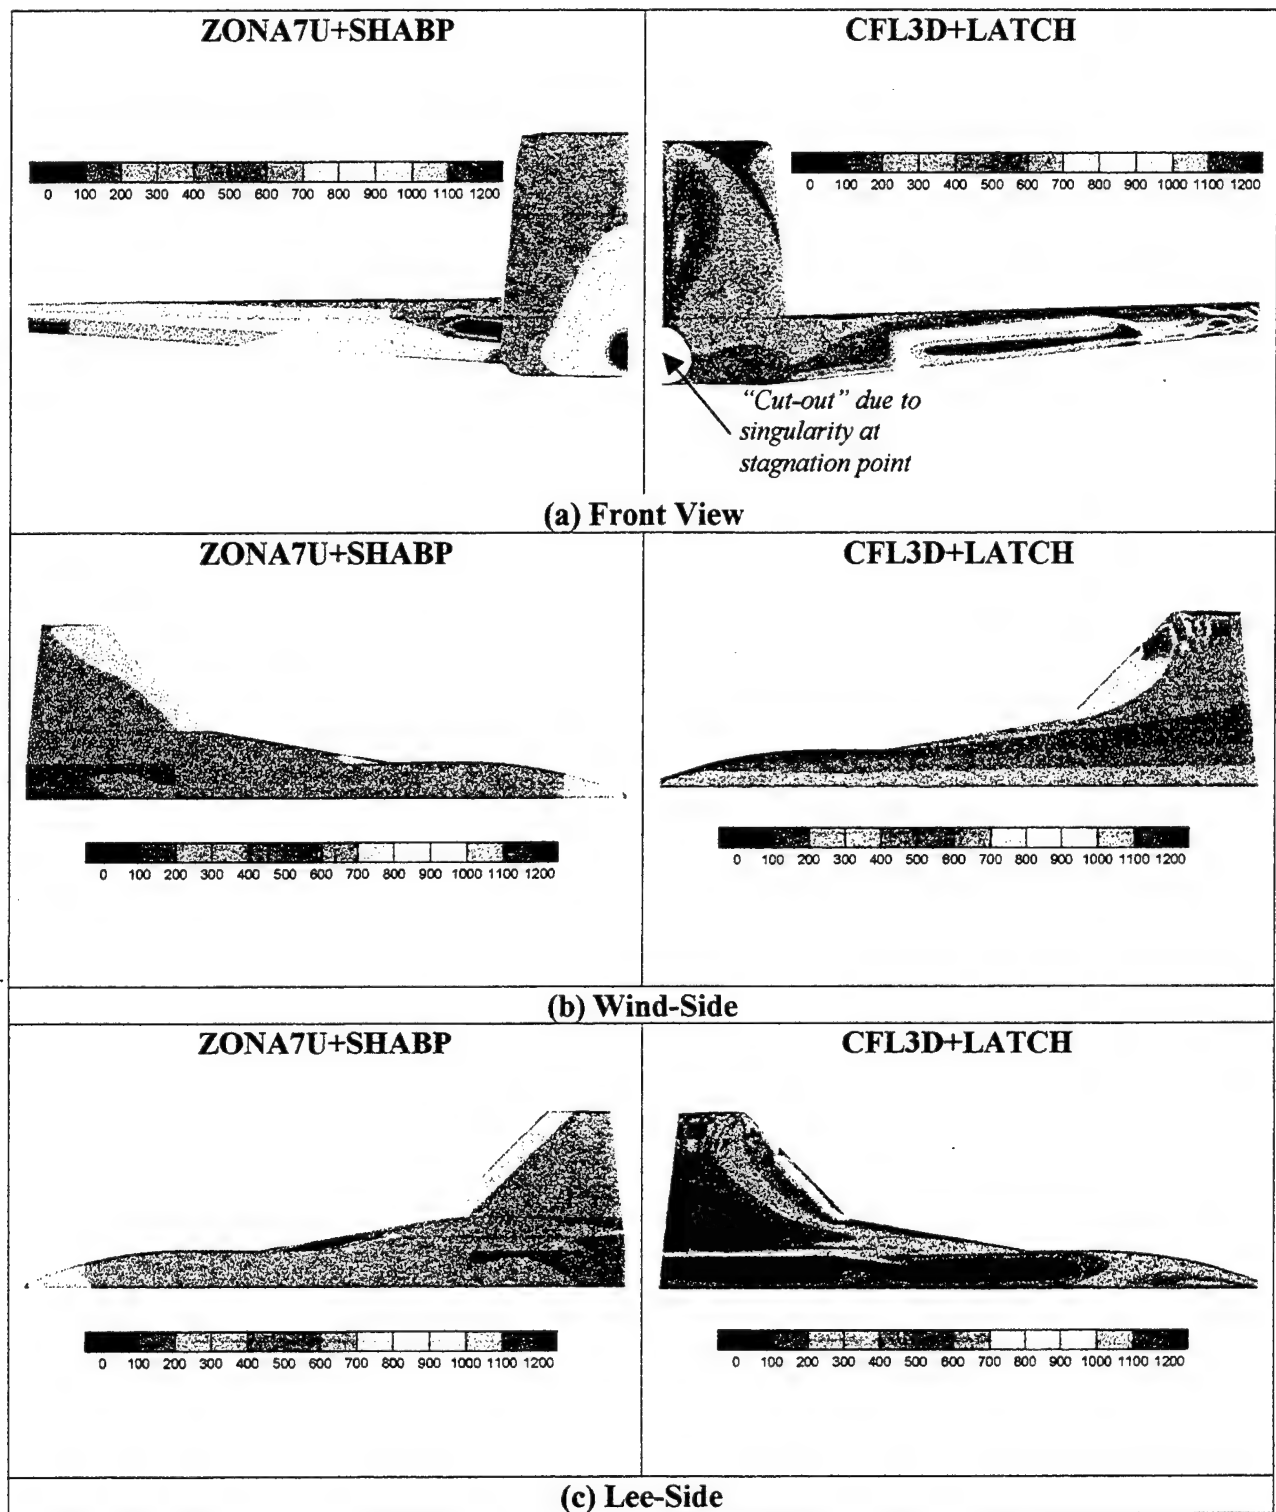 ZONA7U+SHABP
CFL3D+LATCH
0 100 200 300 400 500 600 700 800 900 1000 1100 1200
0 100 200 300 400 500 600 700 800 900 1000 1100 1200
“Cut-out” due to
singularity at
stagnation point
(a) Front View
ZONA7U+SHABP
CFL3D+LATCH
0 100 200 300 400 500 600 700 800 900 1000 1100 1200
0 100 200 300 400 500 600 700 800 900 1000 1100 1200
(b) Wind-Side
ZONA7U+SHABP
CFL3D+LATCH
0 100 200 300 400 500 600 700 800 900 1000 1100 1200
0 100 200 300 400 500 600 700 800 900 1000 1100 1200
(c) Lee-Side